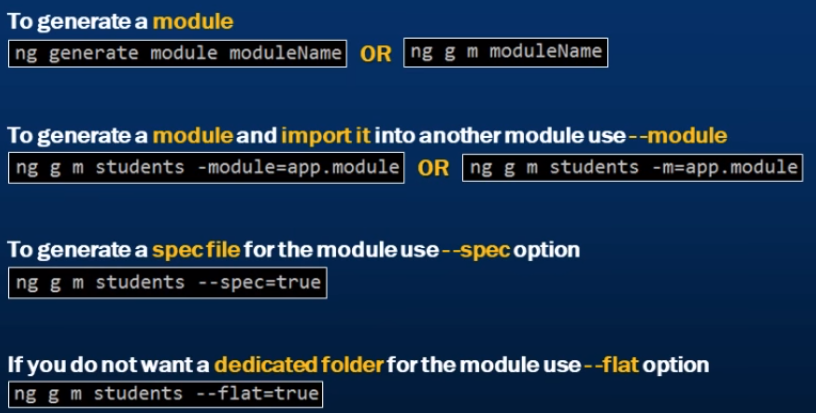 To generate a module
ng generate module moduleName OR ng g m moduleName
To generate a module and import it into another module use --module
ng g m students -module=app.module OR ng g m students -m=app.module
To generate a spec file for the module use --spec option
ng g m students --spec=true
If you do not want a dedicated folder for the module use --flat option
ng g m students --flat=true